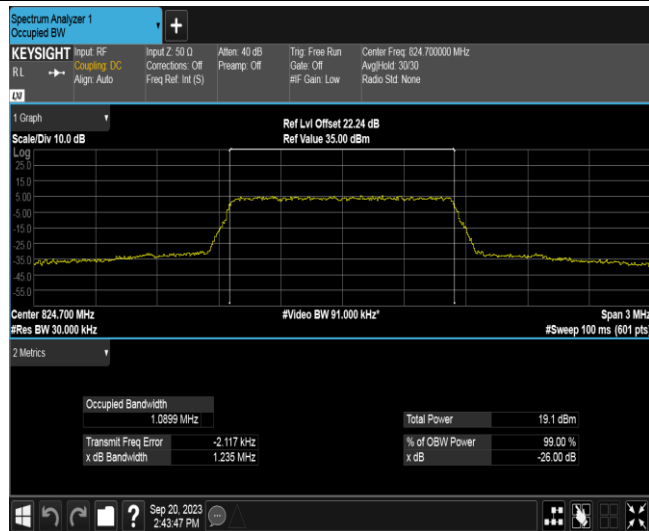 Spectrum Analyzer 1
Occupied BW
+
KEYSIGHT
RL
LXI
Input: RF
Coupling: DC
Align: Auto
Input Z: 50 Ω
Corrections: Off
Freq Ref: Int (S)
Atten: 40 dB
Preamp: Off
Trig: Free Run
Gate: Off
#IF Gain: Low
Center Freq: 824.700000 MHz
Avg|Hold: 30/30
Radio Std: None
1 Graph
Scale/Div 10.0 dB
Ref Lvl Offset 22.24 dB
Ref Value 35.00 dBm
Log
25.0
15.0
5.00
-5.00
-15.0
-25.0
-35.0
-45.0
-55.0
Center 824.700 MHz
#Res BW 30.000 kHz
#Video BW 91.000 kHz*
Span 3 MHz
#Sweep 100 ms (601 pts)
2 Metrics
Occupied Bandwidth
1.0899 MHz
Transmit Freq Error -2.117 kHz
x dB Bandwidth 1.235 MHz
Total Power 19.1 dBm
% of OBW Power 99.00 %
x dB -26.00 dB
?
Sep 20, 2023
2:43:47 PM